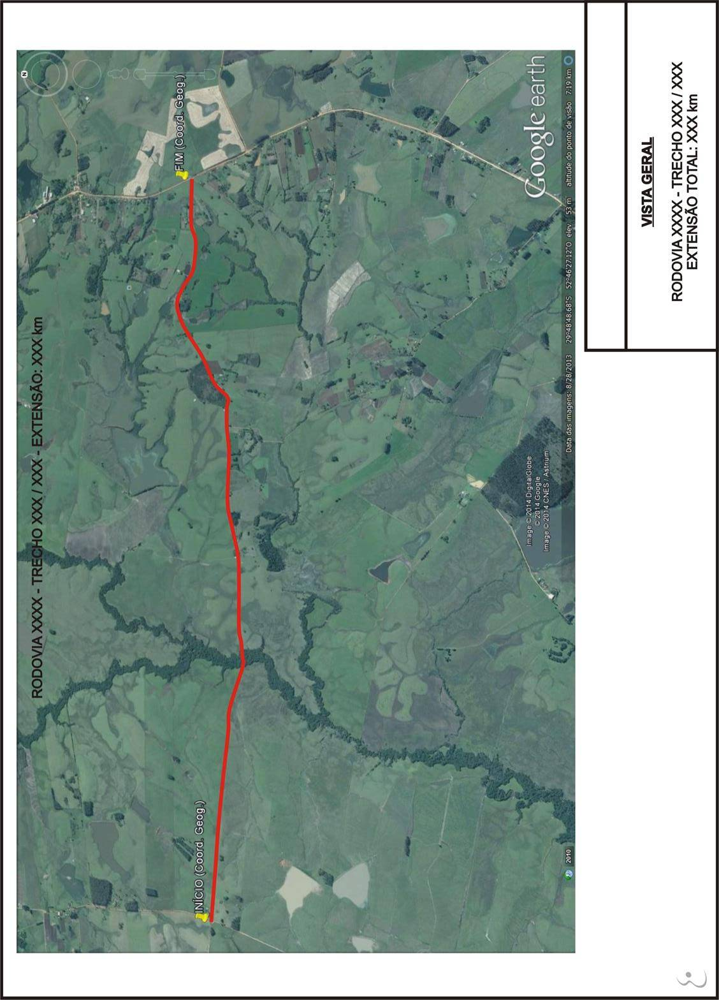 RODOVIA XXXX - TRECHO XXX / XXX - EXTENSÃO: XXX km
N
INÍCIO (Coord. Geog.)
FIM (Coord. Geog.)
Image © 2014 DigitalGlobe
© 2014 Google
Image © 2014 CNES / Astrium
Google earth
2010
Data das imagens: 8/28/2013 29°48'48.68"S 52°46'27.12"O elev 53 m altitude do ponto de visão 7.19 km
VISTA GERAL
RODOVIA XXXX - TRECHO XXX / XXX
EXTENSÃO TOTAL: XXX km